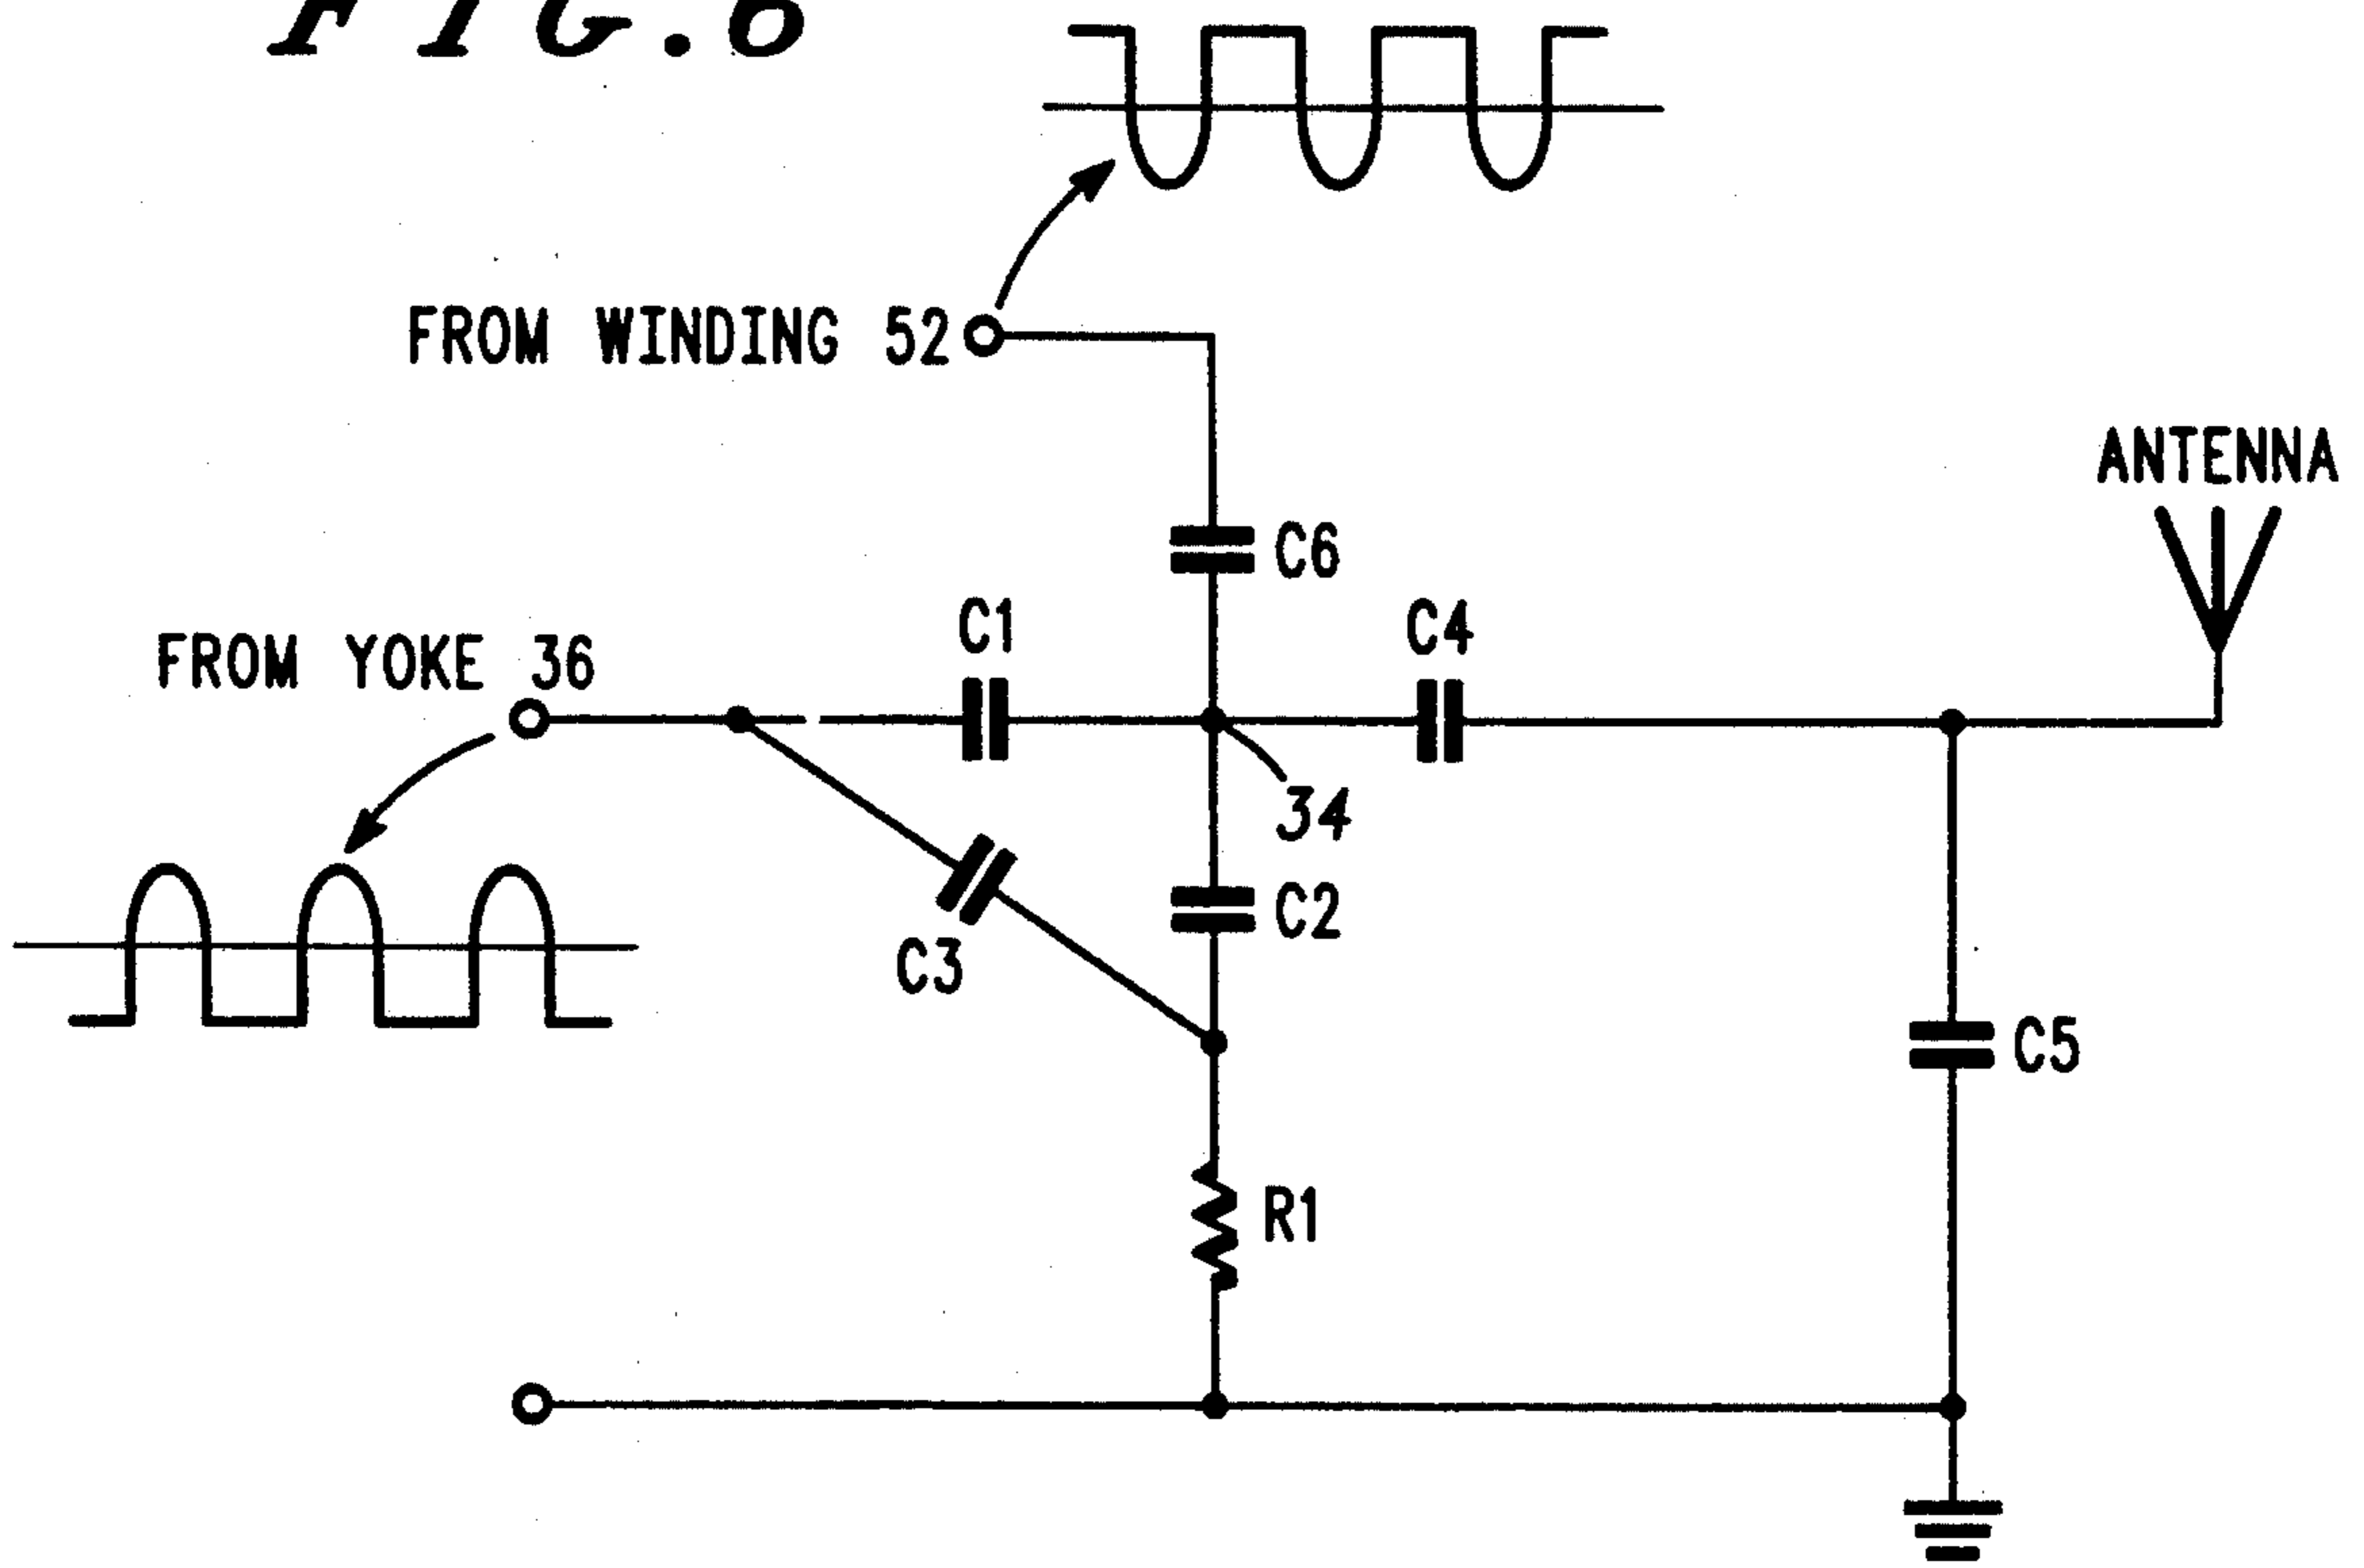 FIG.6
FROM WINDING 52
C6
ANTENNA
C1
C4
FROM YOKE 36
34
C2
C3
C5
R1